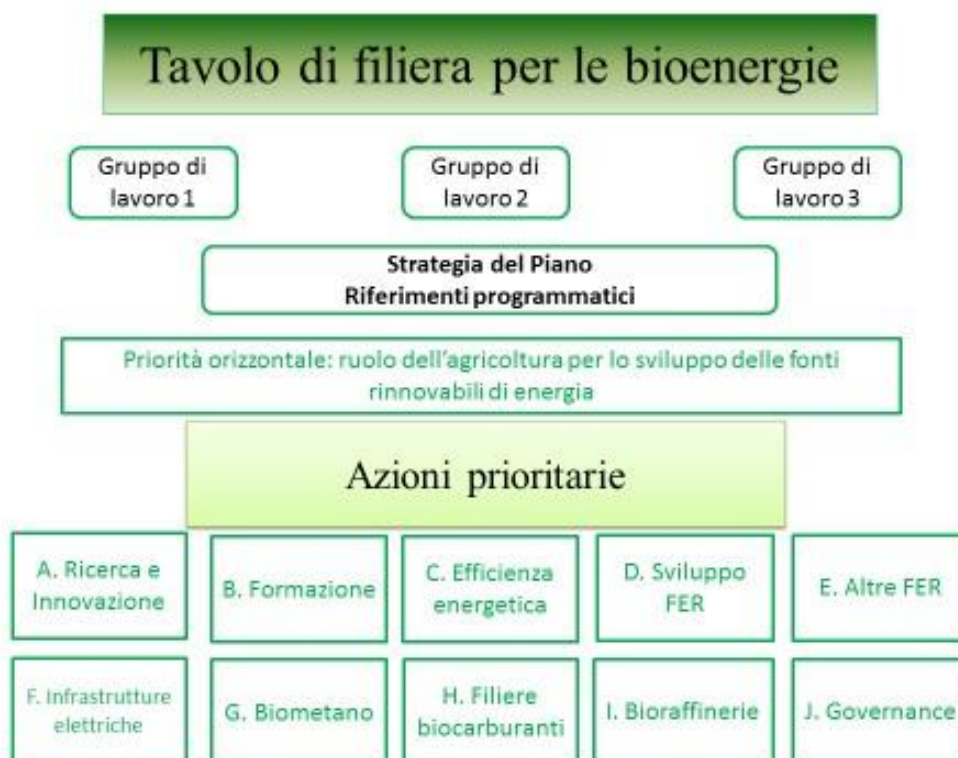 Tavolo di filiera per le bioenergie
Gruppo di
lavoro 1
Gruppo di
lavoro 2
Gruppo di
lavoro 3
Strategia del Piano
Riferimenti programmatici
Priorità orizzontale: ruolo dell'agricoltura per lo sviluppo delle fonti
rinnovabili di energia
Azioni prioritarie
A. Ricerca e
Innovazione
B. Formazione
C. Efficienza
energetica
D. Sviluppo
FER
E. Altre FER
F. Infrastrutture
elettriche
G. Biometano
H. Filiere
biocarburanti
I. Bioraffinerie
J. Governance